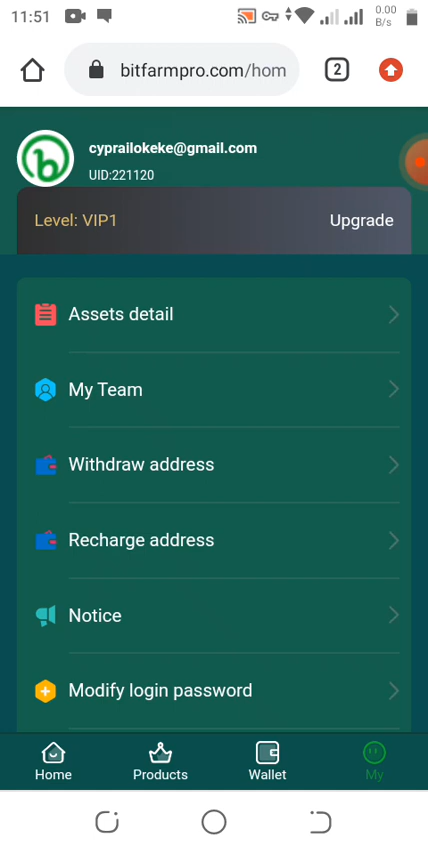 11:51
0.00
B/s
bitfarmpro.com/hom
2
b
cyprailokeke@gmail.com
UID:221120
Level: VIP1
Upgrade
Assets detail
My Team
Withdraw address
Recharge address
Notice
Modify login password
Home
Products
Wallet
My